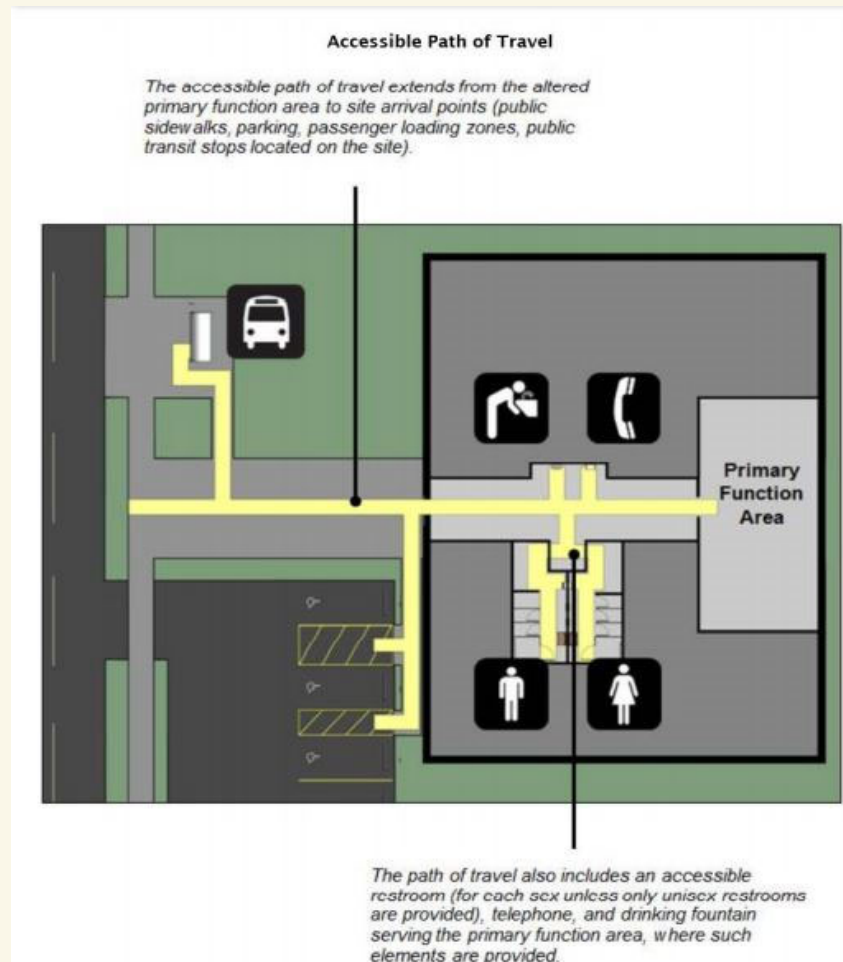 Accessible Path of Travel
The accessible path of travel extends from the altered
primary function area to site arrival points (public
sidewalks, parking, passenger loading zones, public
transit stops located on the site).
Primary
Function
Area
The path of travel also includes an accessible
restroom (for each sex unless only unisex restrooms
are provided), telephone, and drinking fountain
serving the primary function area, where such
elements are provided.